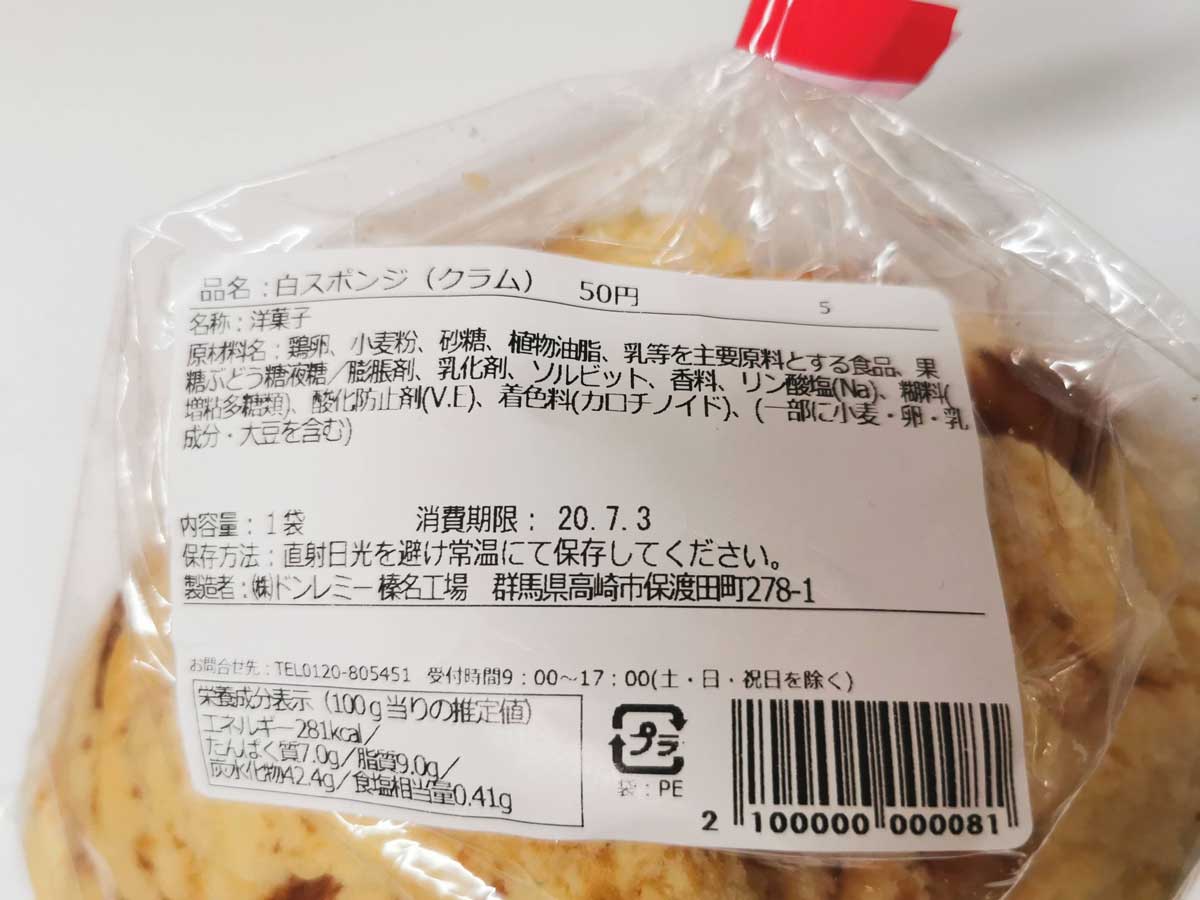 品名：白スポンジ（クラム） 50円 5
名称：洋菓子
原材料名：鶏卵、小麦粉、砂糖、植物油脂、乳等を主要原料とする食品、果
糖ぶどう糖液糖／膨脹剤、乳化剤、ソルビット、香料、リン酸塩(Na)、糊料(
増粘多糖類)、酸化防止剤(V.E)、着色料(カロチノイド)、(一部に小麦・卵・乳
成分・大豆を含む)
内容量：1袋 消費期限：20.7.3
保存方法：直射日光を避け常温にて保存してください。
製造者：㈱ドンレミー 榛名工場 群馬県高崎市保渡田町278-1
お問合せ先：TEL0120-805451 受付時間9：00～17：00(土・日・祝日を除く)
栄養成分表示（100g当りの推定値）
エネルギー281kcal／
たんぱく質7.0g／脂質9.0g／
炭水化物42.4g／食塩相当量0.41g
プラ
袋：PE
2 100000 000081